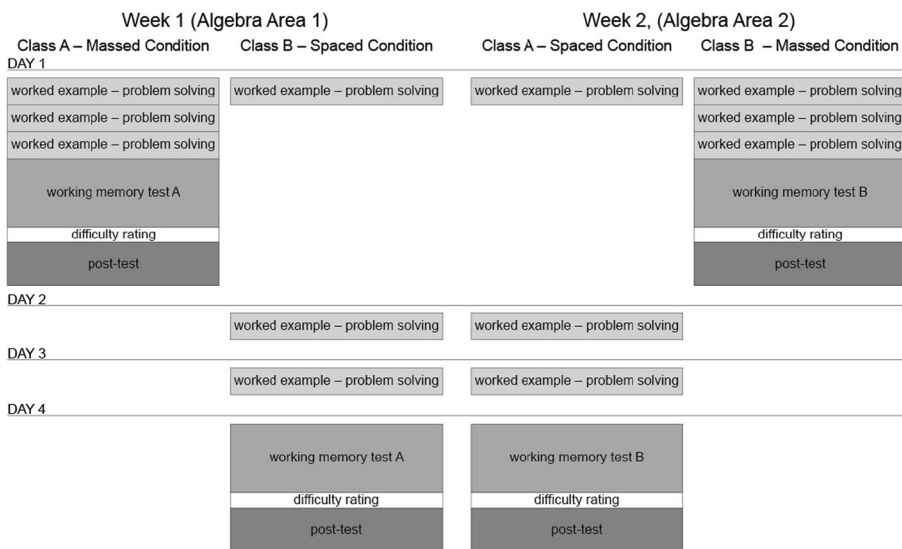 Week 1 (Algebra Area 1)
Week 2, (Algebra Area 2)
Class A – Massed Condition
Class B – Spaced Condition
Class A – Spaced Condition
Class B – Massed Condition
DAY 1
worked example – problem solving
worked example – problem solving
worked example – problem solving
worked example – problem solving
worked example – problem solving
worked example – problem solving
worked example – problem solving
worked example – problem solving
working memory test A
working memory test B
difficulty rating
difficulty rating
post-test
post-test
DAY 2
worked example – problem solving
worked example – problem solving
DAY 3
worked example – problem solving
worked example – problem solving
DAY 4
working memory test A
working memory test B
difficulty rating
difficulty rating
post-test
post-test